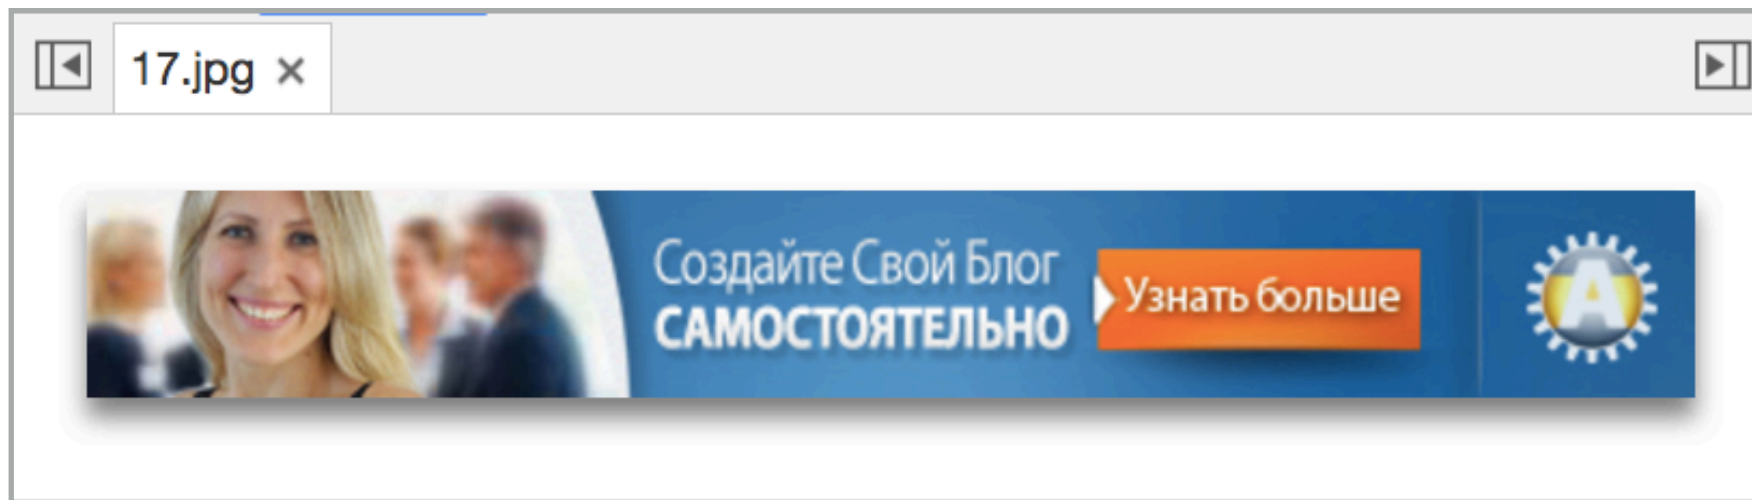 17.jpg ×
Создайте Свой Блог
САМОСТОЯТЕЛЬНО
Узнать больше
A